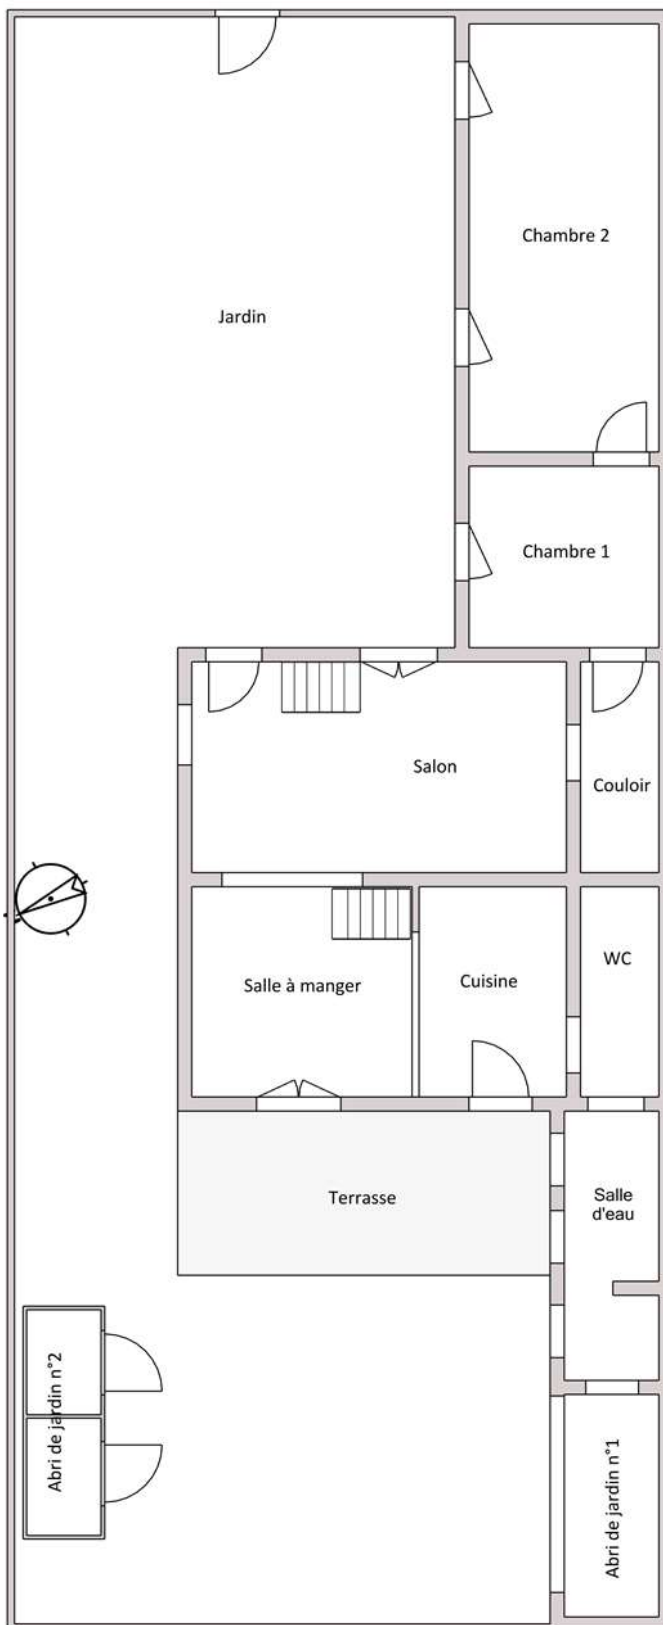 Chambre 2
Jardin
Chambre 1
Salon
Couloir
WC
Cuisine
Salle à manger
Terrasse
Salle
d'eau
Abri de jardin n°2
Abri de jardin n°1